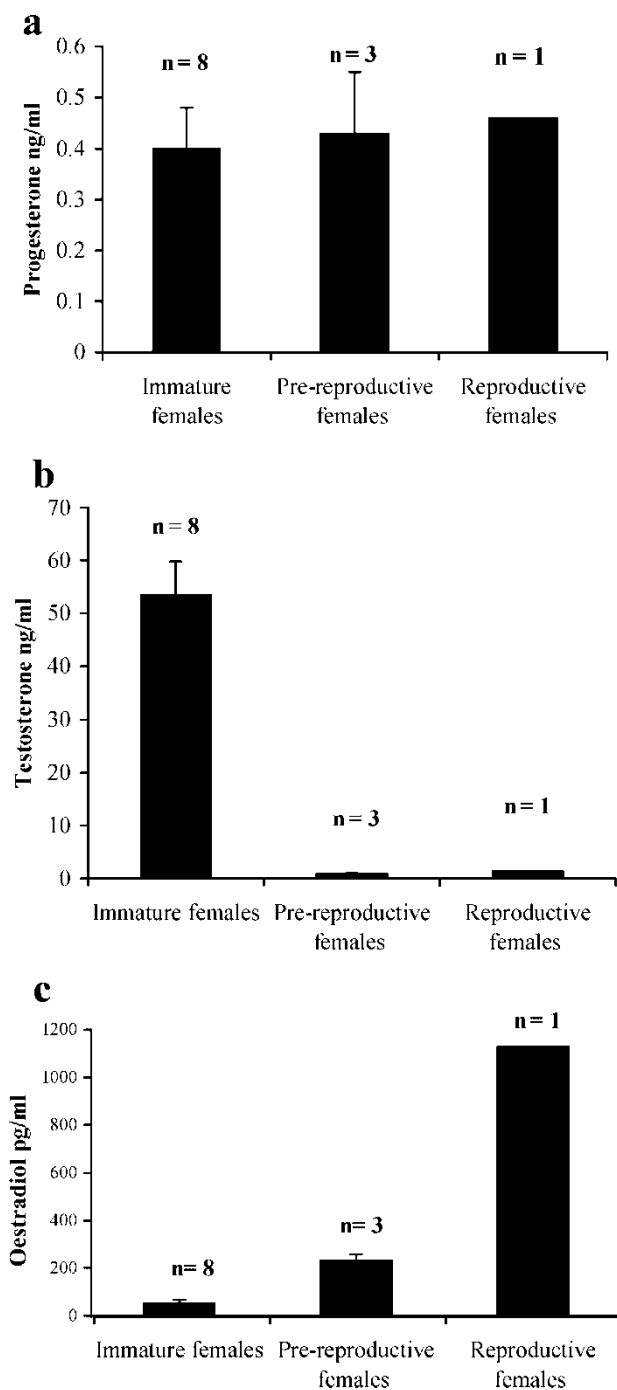 a
Progesterone ng/ml
0.6
0.5
0.4
0.3
0.2
0.1
0
n = 8
n = 3
n = 1
Immature
females
Pre-reproductive
females
Reproductive
females
b
Testosterone ng/ml
70
60
50
40
30
20
10
0
n = 8
n = 3
n = 1
Immature females
Pre-reproductive
females
Reproductive
females
c
Oestradiol pg/ml
1200
1000
800
600
400
200
0
n= 8
n= 3
n= 1
Immature females
Pre-reproductive
females
Reproductive
females